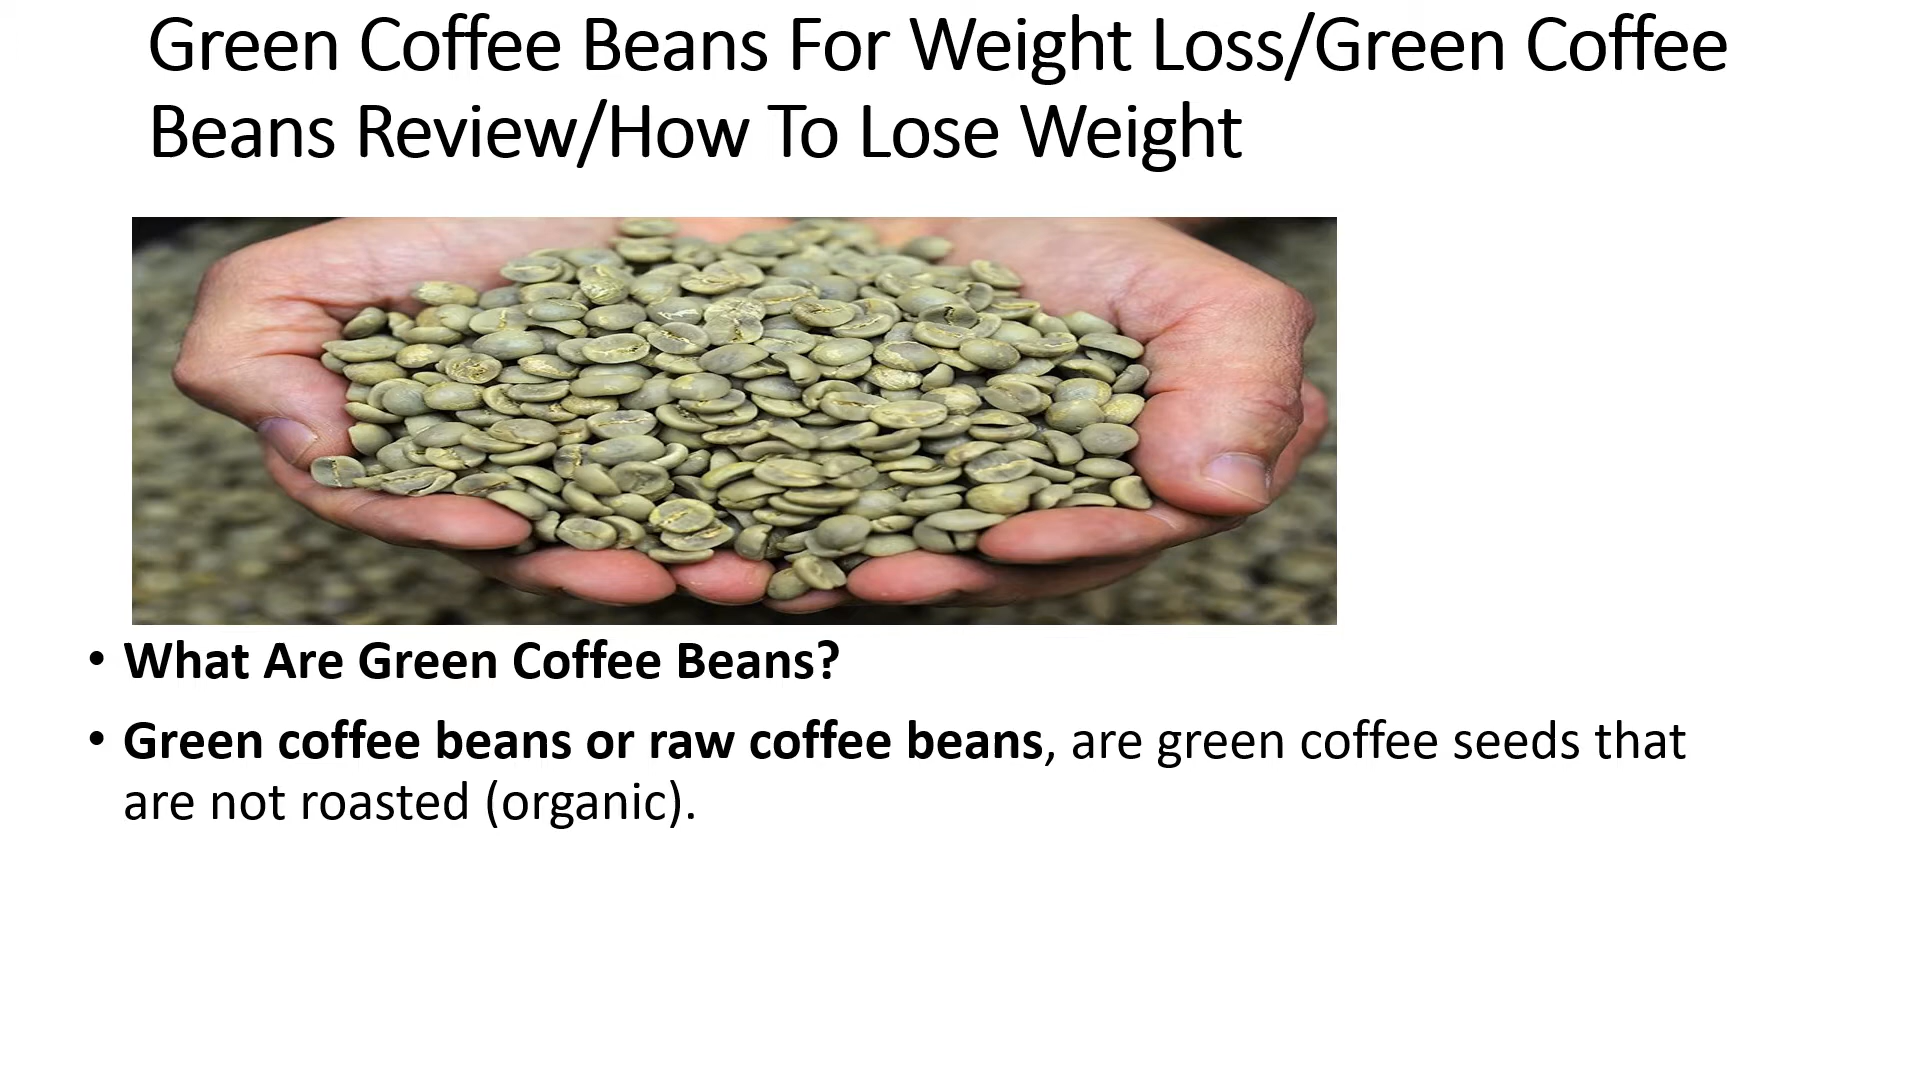 Green Coffee Beans For Weight Loss/Green Coffee
Beans Review/How To Lose Weight
• What Are Green Coffee Beans?
• Green coffee beans or raw coffee beans, are green coffee seeds that
are not roasted (organic).